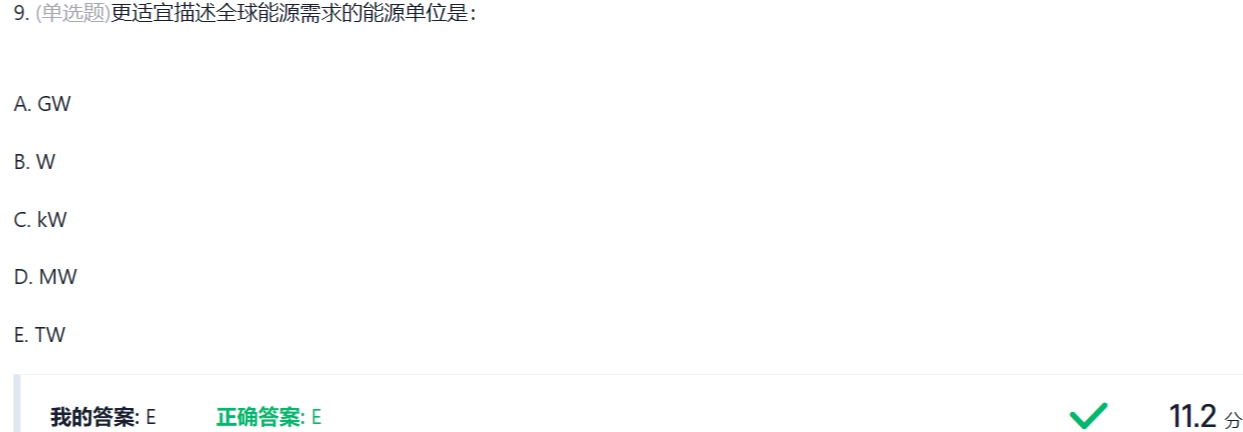 9. (单选题)更适宜描述全球能源需求的能源单位是：
A. GW
B. W
C. kW
D. MW
E. TW
我的答案: E 正确答案: E 11.2 分